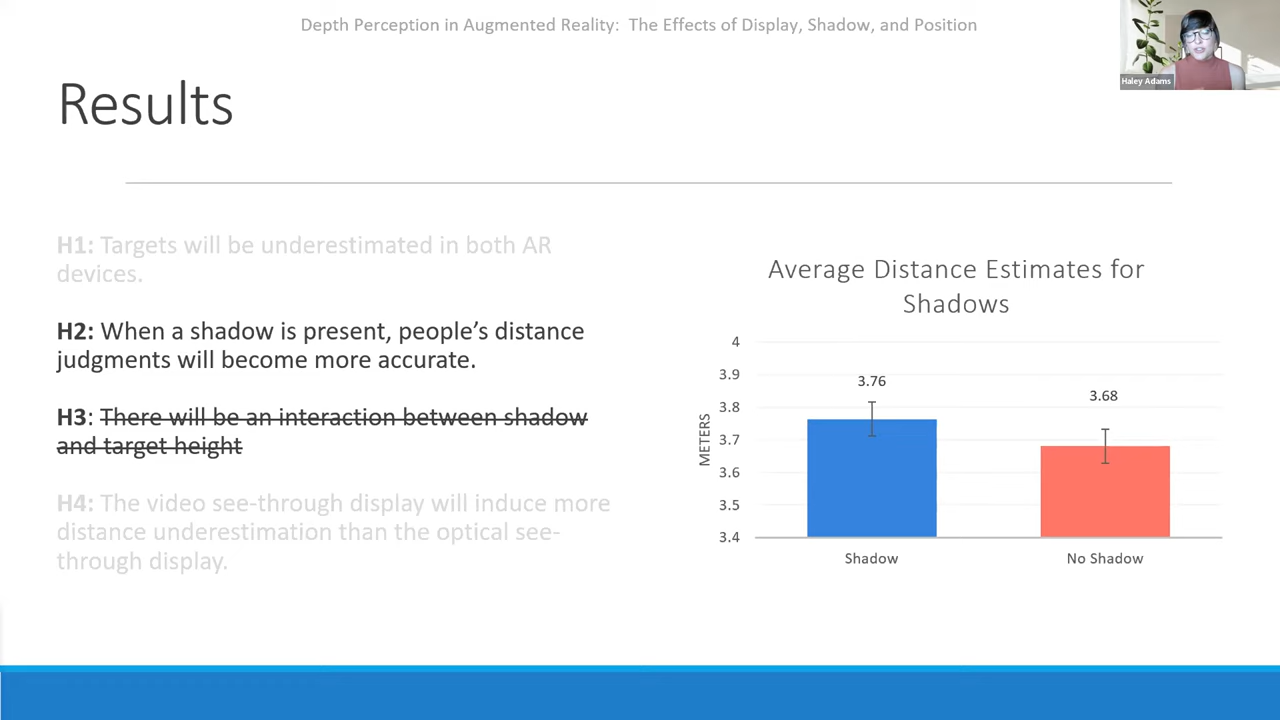 Depth Perception in Augmented Reality: The Effects of Display, Shadow, and Position
Haley Adams
Results
H1: Targets will be underestimated in both AR
devices.
H2: When a shadow is present, people's distance
judgments will become more accurate.
H3: There will be an interaction between shadow
and target height
H4: The video see-through display will induce more
distance underestimation than the optical see-
through display.
Average Distance Estimates for
Shadows
METERS
4
3.9
3.8
3.7
3.6
3.5
3.4
3.76
3.68
Shadow
No Shadow